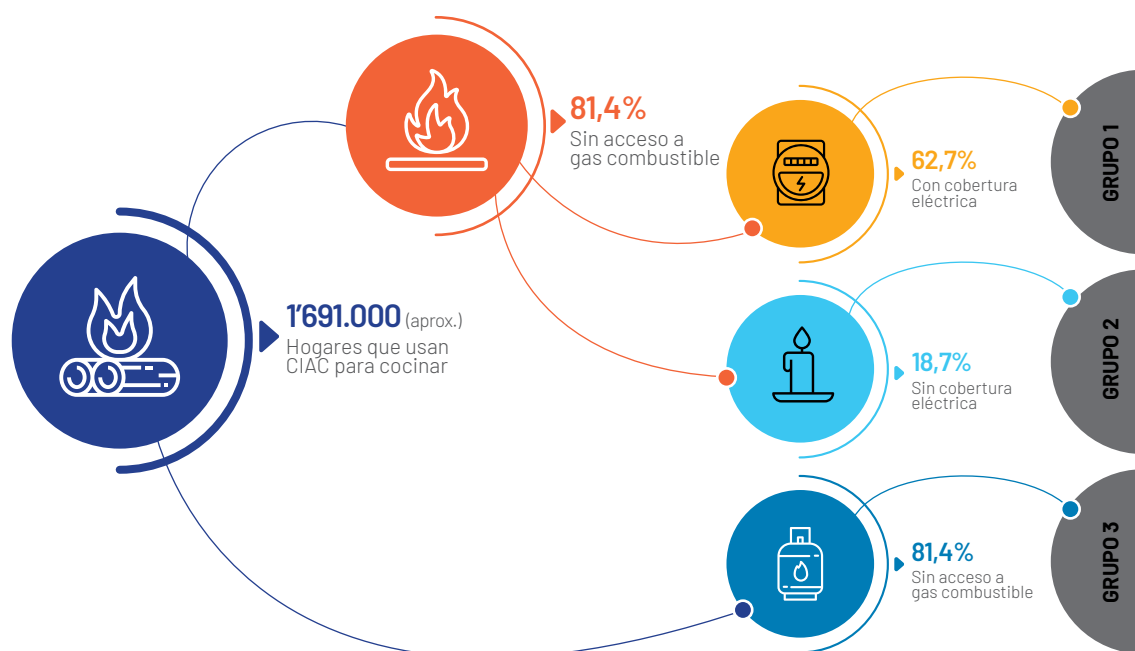 81,4%
Sin acceso a
gas combustible
62,7%
Con cobertura
eléctrica
GRUPO 1
1'691.000 (aprox.)
Hogares que usan
CIAC para cocinar
18,7%
Sin cobertura
eléctrica
GRUPO 2
81,4%
Sin acceso a
gas combustible
GRUPO 3